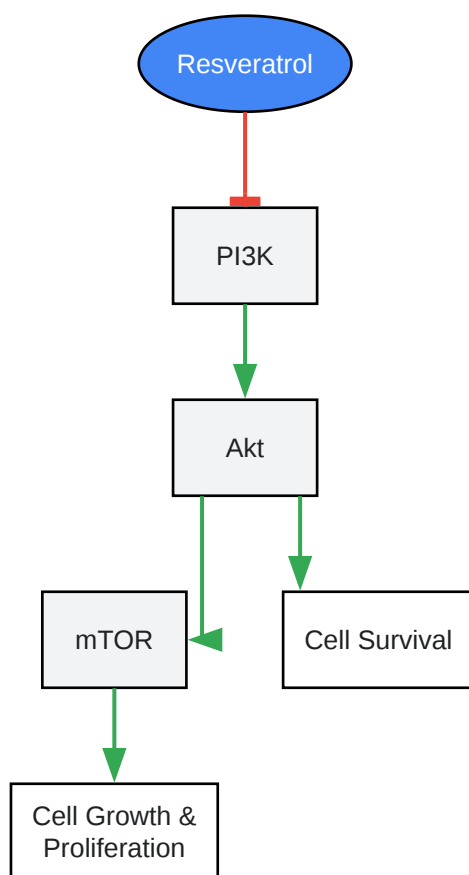 Resveratrol
PI3K
Akt
mTOR
Cell Survival
Cell Growth &
Proliferation